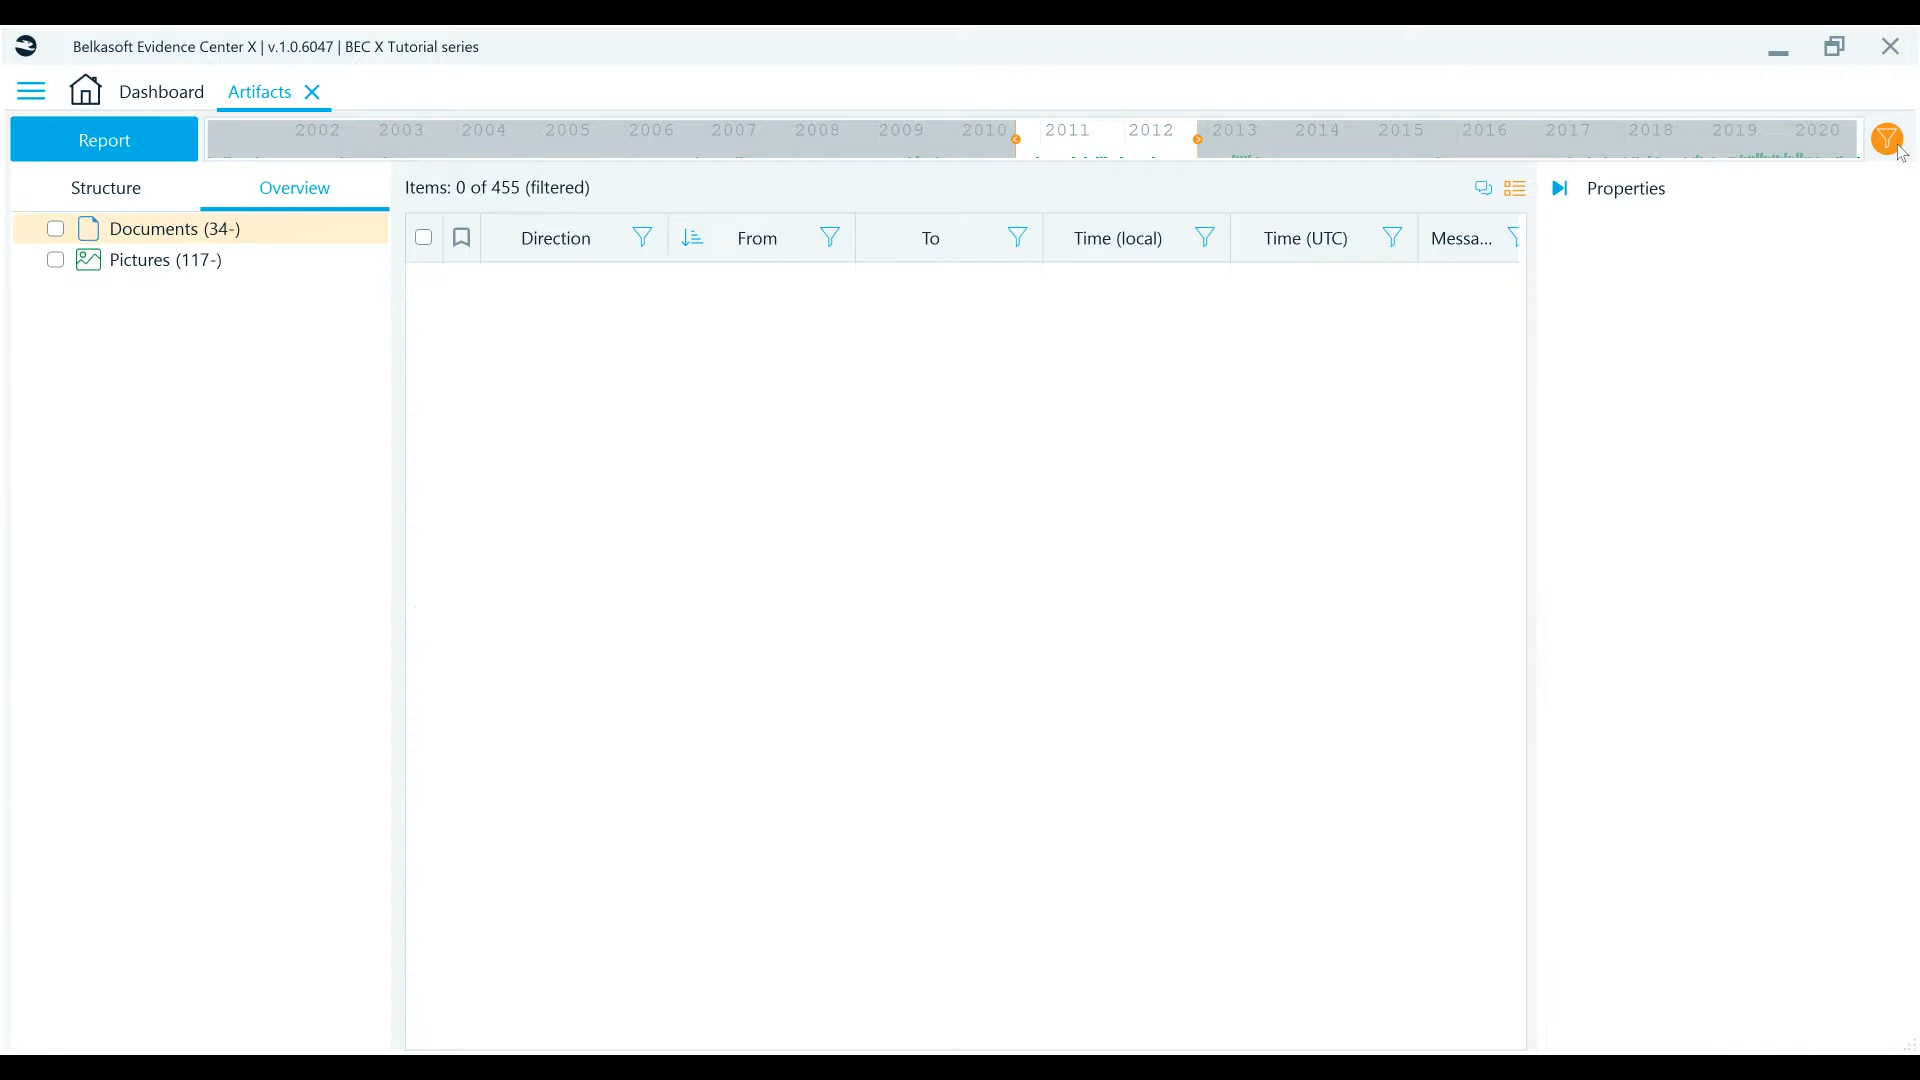 Belkasoft Evidence Center X | v.1.0.6047 | BEC X Tutorial series
Dashboard Artifacts
Report 2002 2003 2004 2005 2006 2007 2008 2009 2010 2011 2012 2013 2014 2015 2016 2017 2018 2019 2020
Structure Overview Items: 0 of 455 (filtered) Properties
Documents (34-)
Pictures (117-)
Direction From To Time (local) Time (UTC) Messa...